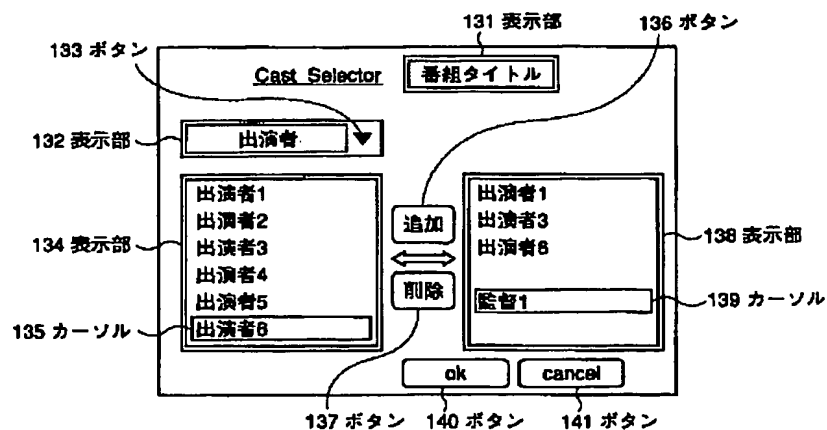 131 表示部
136 ボタン
133 ボタン
Cast Selector
番組タイトル
132 表示部
出演者
出演者1
出演者2
出演者3
出演者4
出演者5
出演者6
134 表示部
135 カーソル
追加
削除
出演者1
出演者3
出演者6
監督1
138 表示部
139 カーソル
ok
cancel
137 ボタン
140 ボタン
141 ボタン